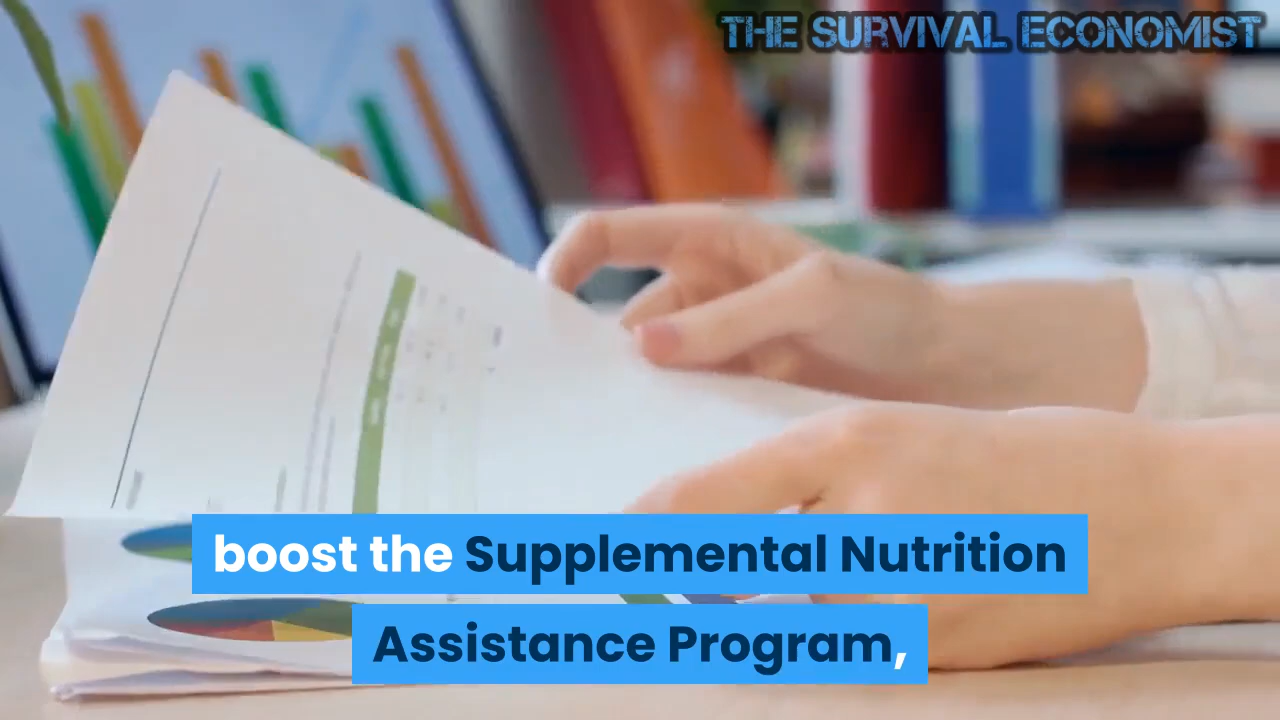 THE SURVIVAL ECONOMIST
boost the Supplemental Nutrition
Assistance Program,